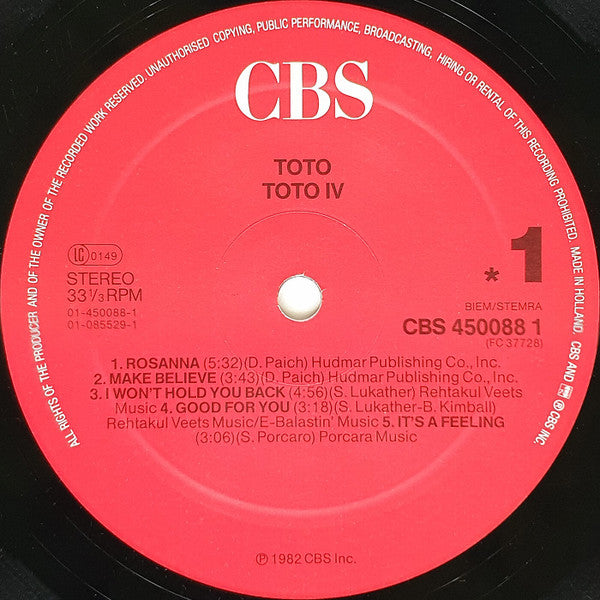 ALL RIGHTS OF THE PRODUCER AND OF THE OWNER OF THE RECORDED WORK RESERVED. UNAUTHORISED COPYING, PUBLIC PERFORMANCE, BROADCASTING, HIRING OR RENTAL OF THIS RECORDING PROHIBITED. MADE IN HOLLAND. CBS AND ® © CBS INC.
CBS
TOTO
TOTO IV
LC 0149
STEREO
33 1/3 RPM
01-450088-1
01-085529-1
* 1
BIEM/STEMRA
CBS 450088 1
(FC 37728)
1. ROSANNA (5:32)(D. Paich) Hudmar Publishing Co., Inc.
2. MAKE BELIEVE (3:43)(D. Paich) Hudmar Publishing Co., Inc.
3. I WON'T HOLD YOU BACK (4:56)(S. Lukather) Rehtakul Veets
Music 4. GOOD FOR YOU (3:18)(S. Lukather-B. Kimball)
Rehtakul Veets Music/E-Balastin' Music 5. IT'S A FEELING
(3:06)(S. Porcaro) Porcara Music
℗ 1982 CBS Inc.